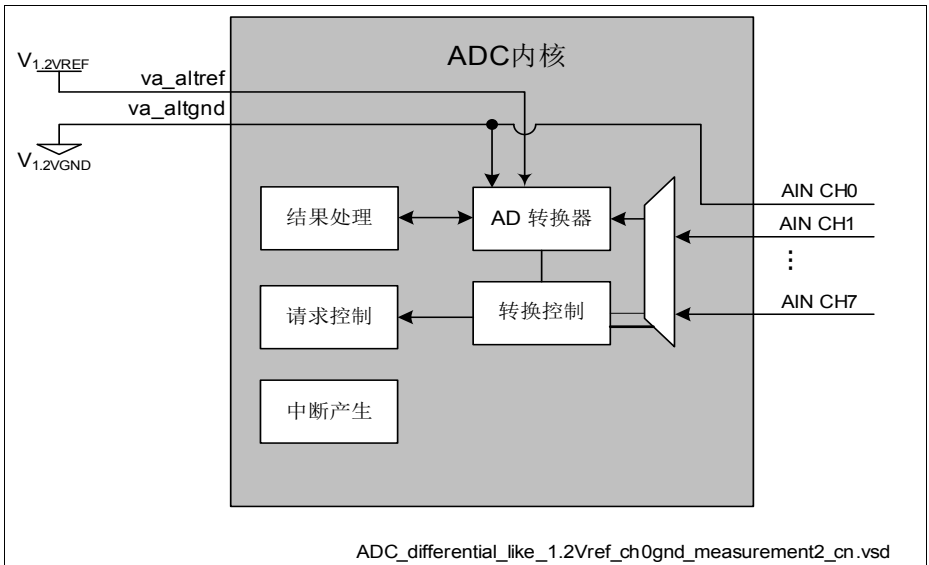 ADC内核
V1.2VREF
va_altref
va_altgnd
V1.2VGND
结果处理
AD 转换器
AIN CH0
AIN CH1
⋮
请求控制
转换控制
AIN CH7
中断产生
ADC_differential_like_1.2Vref_ch0gnd_measurement2_cn.vsd